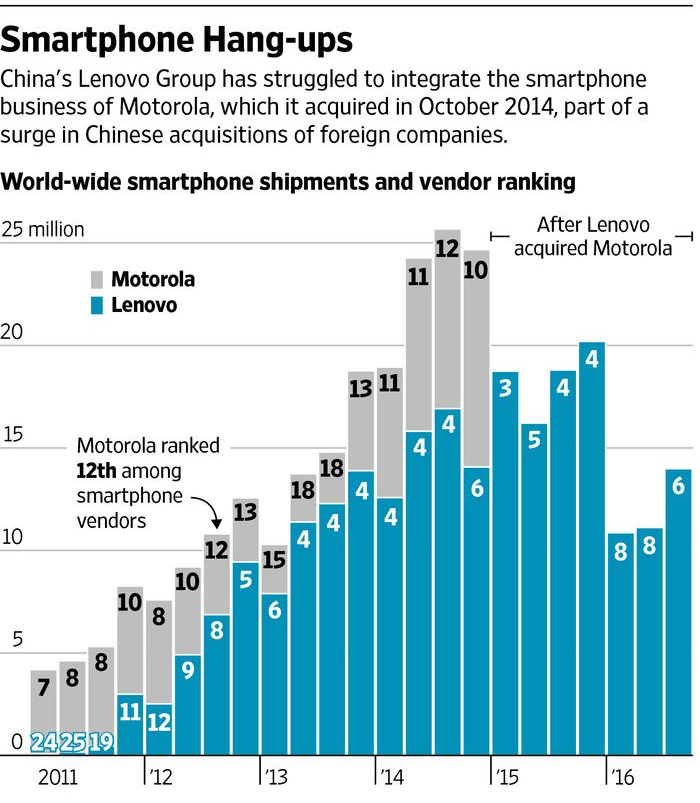 Smartphone Hang-ups
China's Lenovo Group has struggled to integrate the smartphone
business of Motorola, which it acquired in October 2014, part of a
surge in Chinese acquisitions of foreign companies.
World-wide smartphone shipments and vendor ranking
25 million
After Lenovo
acquired Motorola
Motorola
Lenovo
20
15
10
5
0
Motorola ranked
12th among
smartphone
vendors
7 8 8 10 8 10 12 13 15 18 18 13 11 11 12 10
24 25 19 11 12 9 8 5 6 4 4 4 4 4 4 6 3 5 4 4 8 8 6
2011 '12 '13 '14 '15 '16